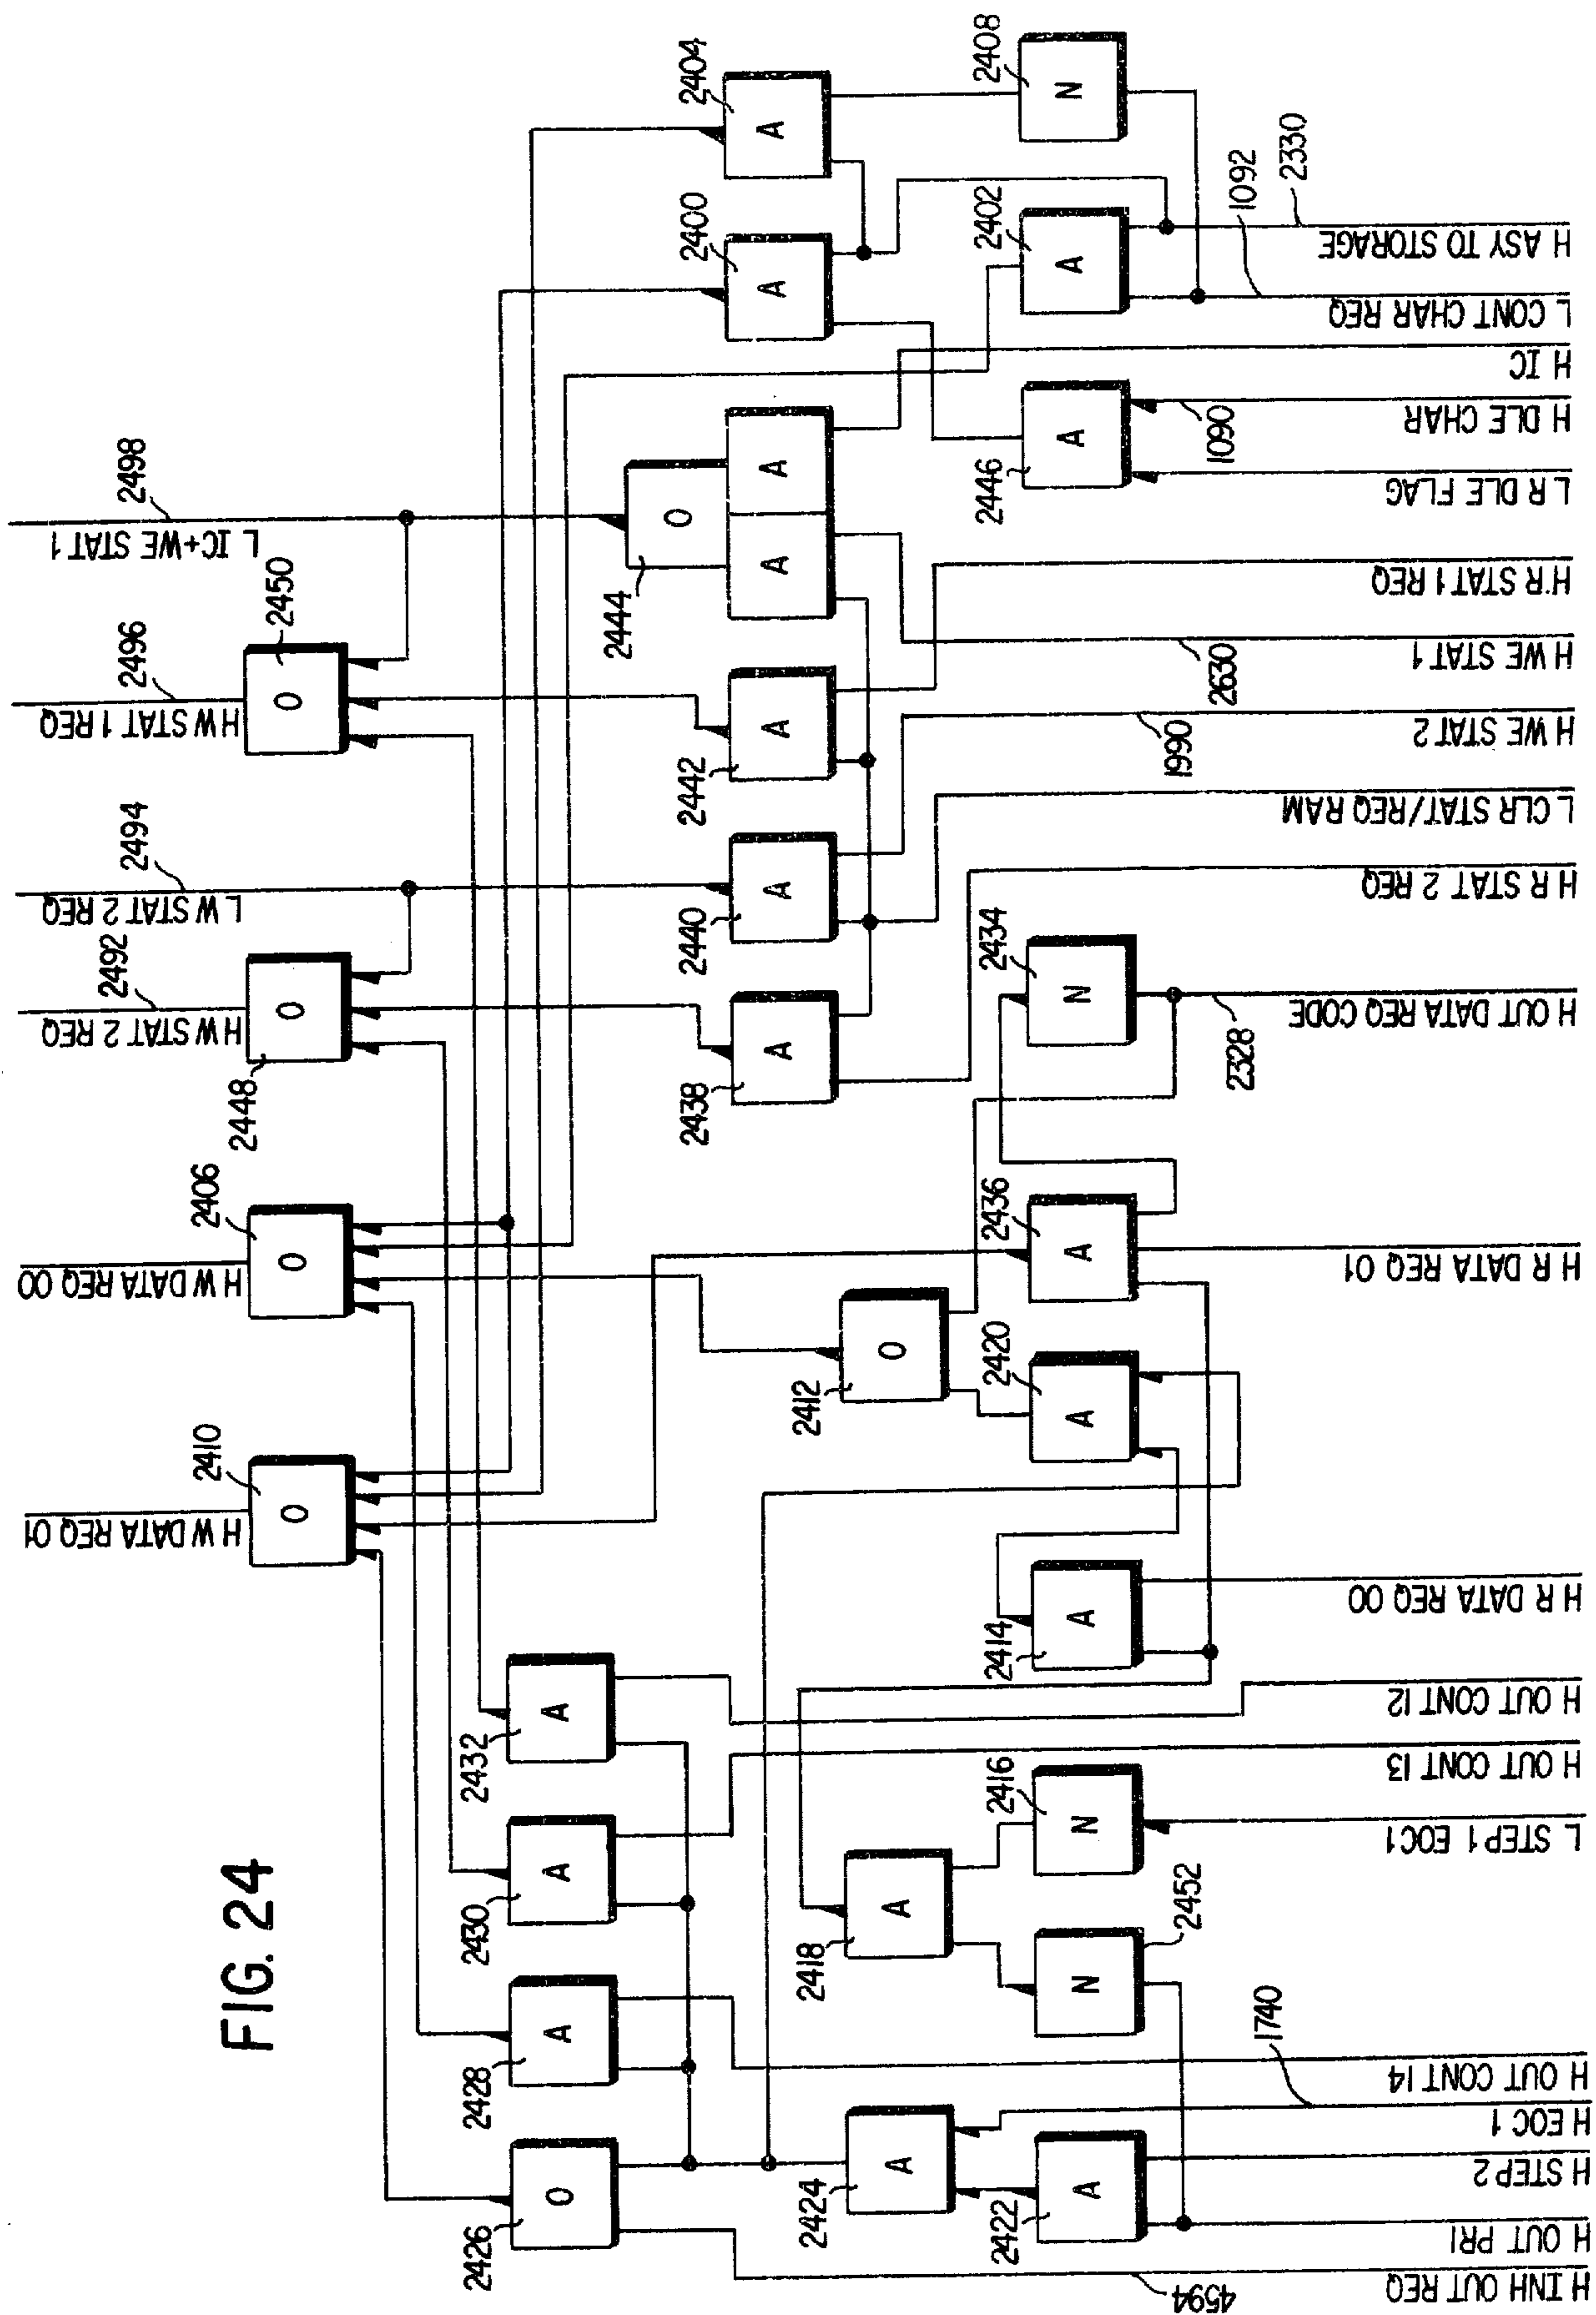 FIG. 24
H W DATA REQ 01
2410
H W DATA REQ 00
2406
H W STAT 2 REQ
2492
2448
L W STAT 2 REQ
2494
H W STAT 1 REQ
2496
2450
L IC+WE STAT 1
2498
O
O
O
O
2426
O
2428
A
2430
A
2432
A
2438
A
2440
A
2442
A
2444
O
A
A
2400
A
2404
A
2424
A
2418
A
2412
O
2422
A
2452
N
2416
N
2414
A
2420
A
2436
A
2434
N
2446
A
2402
A
2408
N
4594
H INH OUT REQ
H OUT PRI
H STEP 2
H EOC 1
1740
H OUT CONT 14
L STEP 1 EOC1
H OUT CONT 13
H OUT CONT 12
H R DATA REQ 00
H R DATA REQ 01
2328
H OUT DATA REQ CODE
H R STAT 2 REQ
L CLR STAT/REQ RAM
1990
H WE STAT 2
2630
H WE STAT 1
H R STAT 1 REQ
L R DLE FLAG
1090
H DLE CHAR
H IC
1092
L CONT CHAR REQ
2330
H ASY TO STORAGE